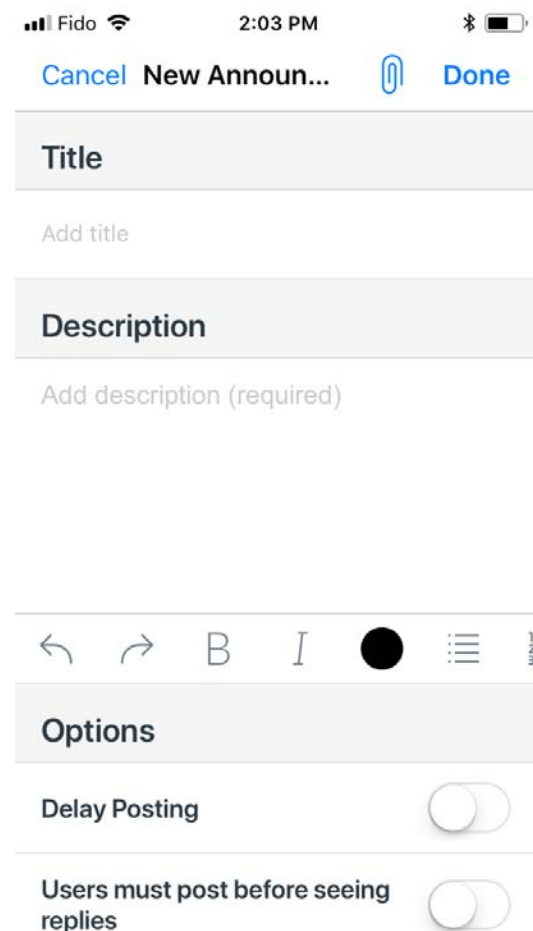 Fido 2:03 PM
Cancel New Announ... Done
Title
Add title
Description
Add description (required)
B I
Options
Delay Posting
Users must post before seeing
replies